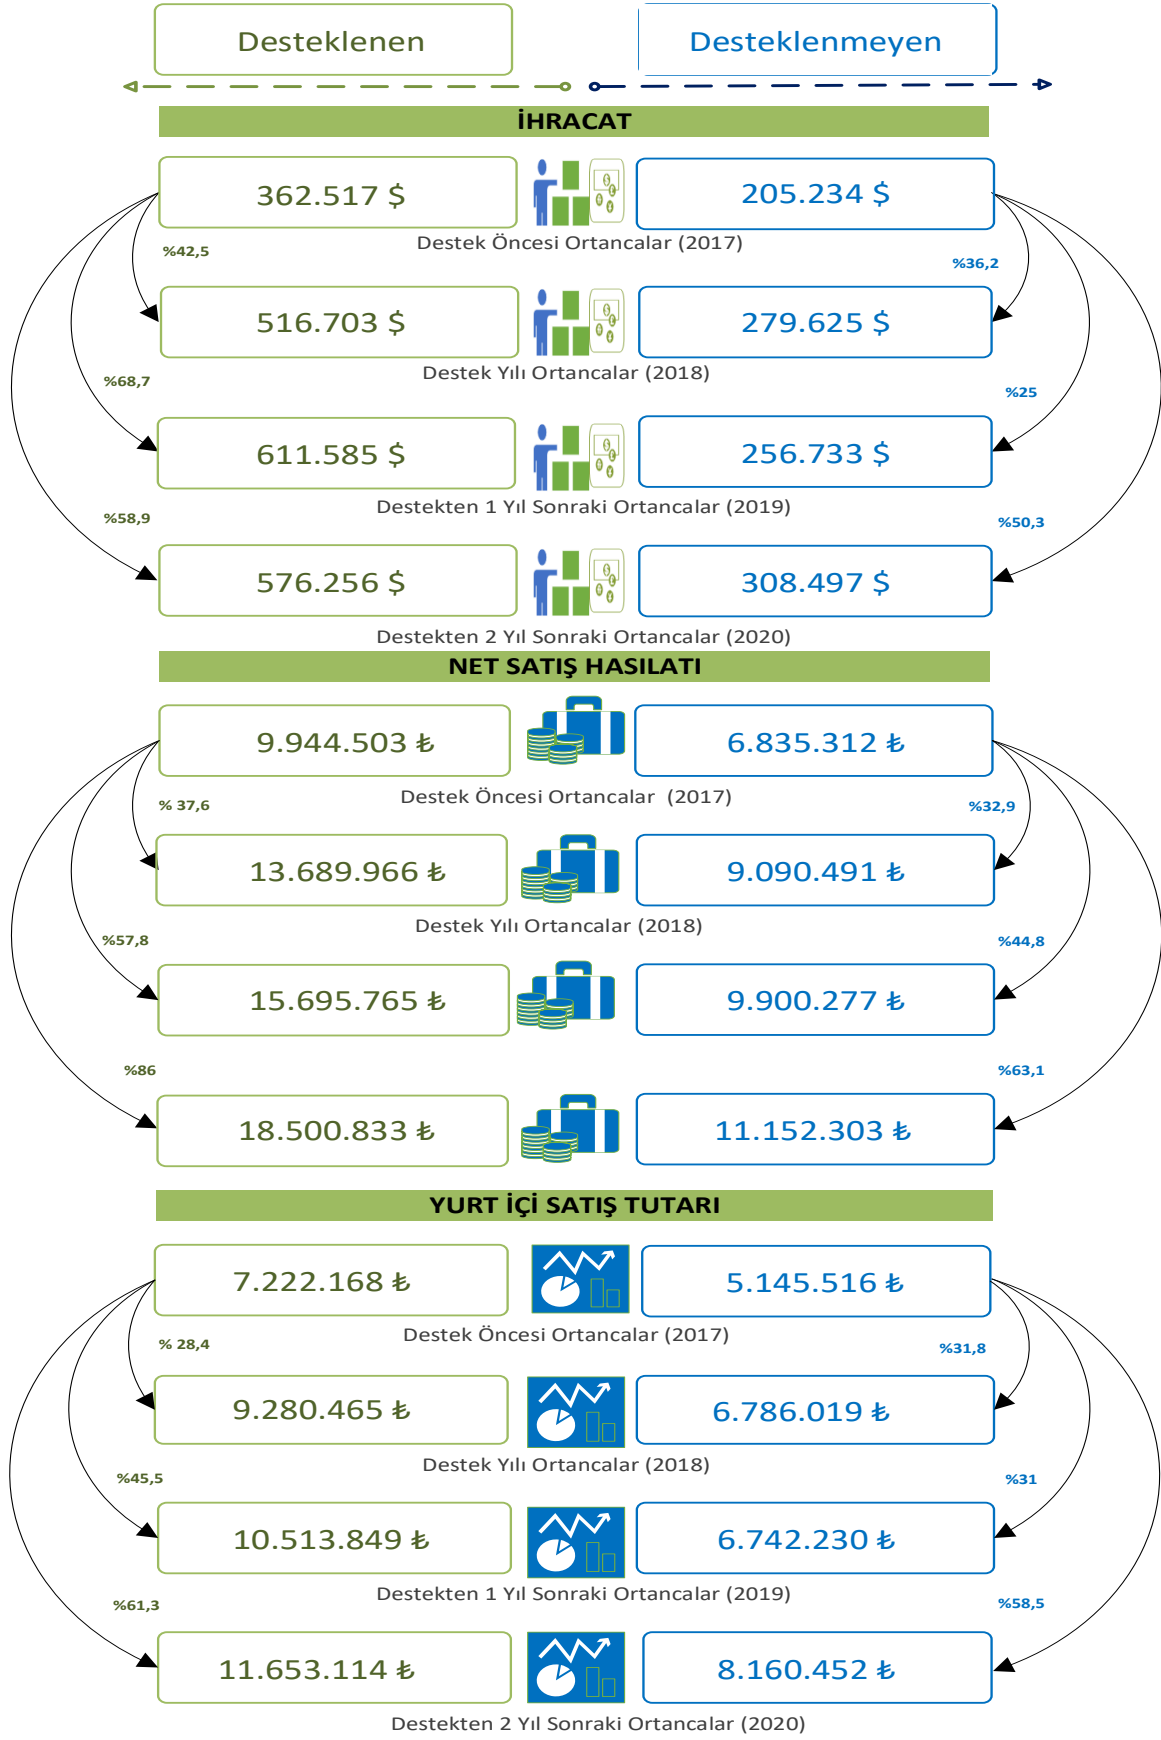 Desteklenen
Desteklenmeyen
İHRACAT
362.517 $
205.234 $
Destek Öncesi Ortancalar (2017)
%42,5
%36,2
516.703 $
279.625 $
Destek Yılı Ortancalar (2018)
%68,7
%25
611.585 $
256.733 $
Destekten 1 Yıl Sonraki Ortancalar (2019)
%58,9
%50,3
576.256 $
308.497 $
Destekten 2 Yıl Sonraki Ortancalar (2020)
NET SATIŞ HASILATI
9.944.503 ₺
6.835.312 ₺
Destek Öncesi Ortancalar (2017)
% 37,6
%32,9
13.689.966 ₺
9.090.491 ₺
Destek Yılı Ortancalar (2018)
%57,8
%44,8
15.695.765 ₺
9.900.277 ₺
%86
%63,1
18.500.833 ₺
11.152.303 ₺
YURT İÇİ SATIŞ TUTARI
7.222.168 ₺
5.145.516 ₺
Destek Öncesi Ortancalar (2017)
% 28,4
%31,8
9.280.465 ₺
6.786.019 ₺
Destek Yılı Ortancalar (2018)
%45,5
%31
10.513.849 ₺
6.742.230 ₺
Destekten 1 Yıl Sonraki Ortancalar (2019)
%61,3
%58,5
11.653.114 ₺
8.160.452 ₺
Destekten 2 Yıl Sonraki Ortancalar (2020)